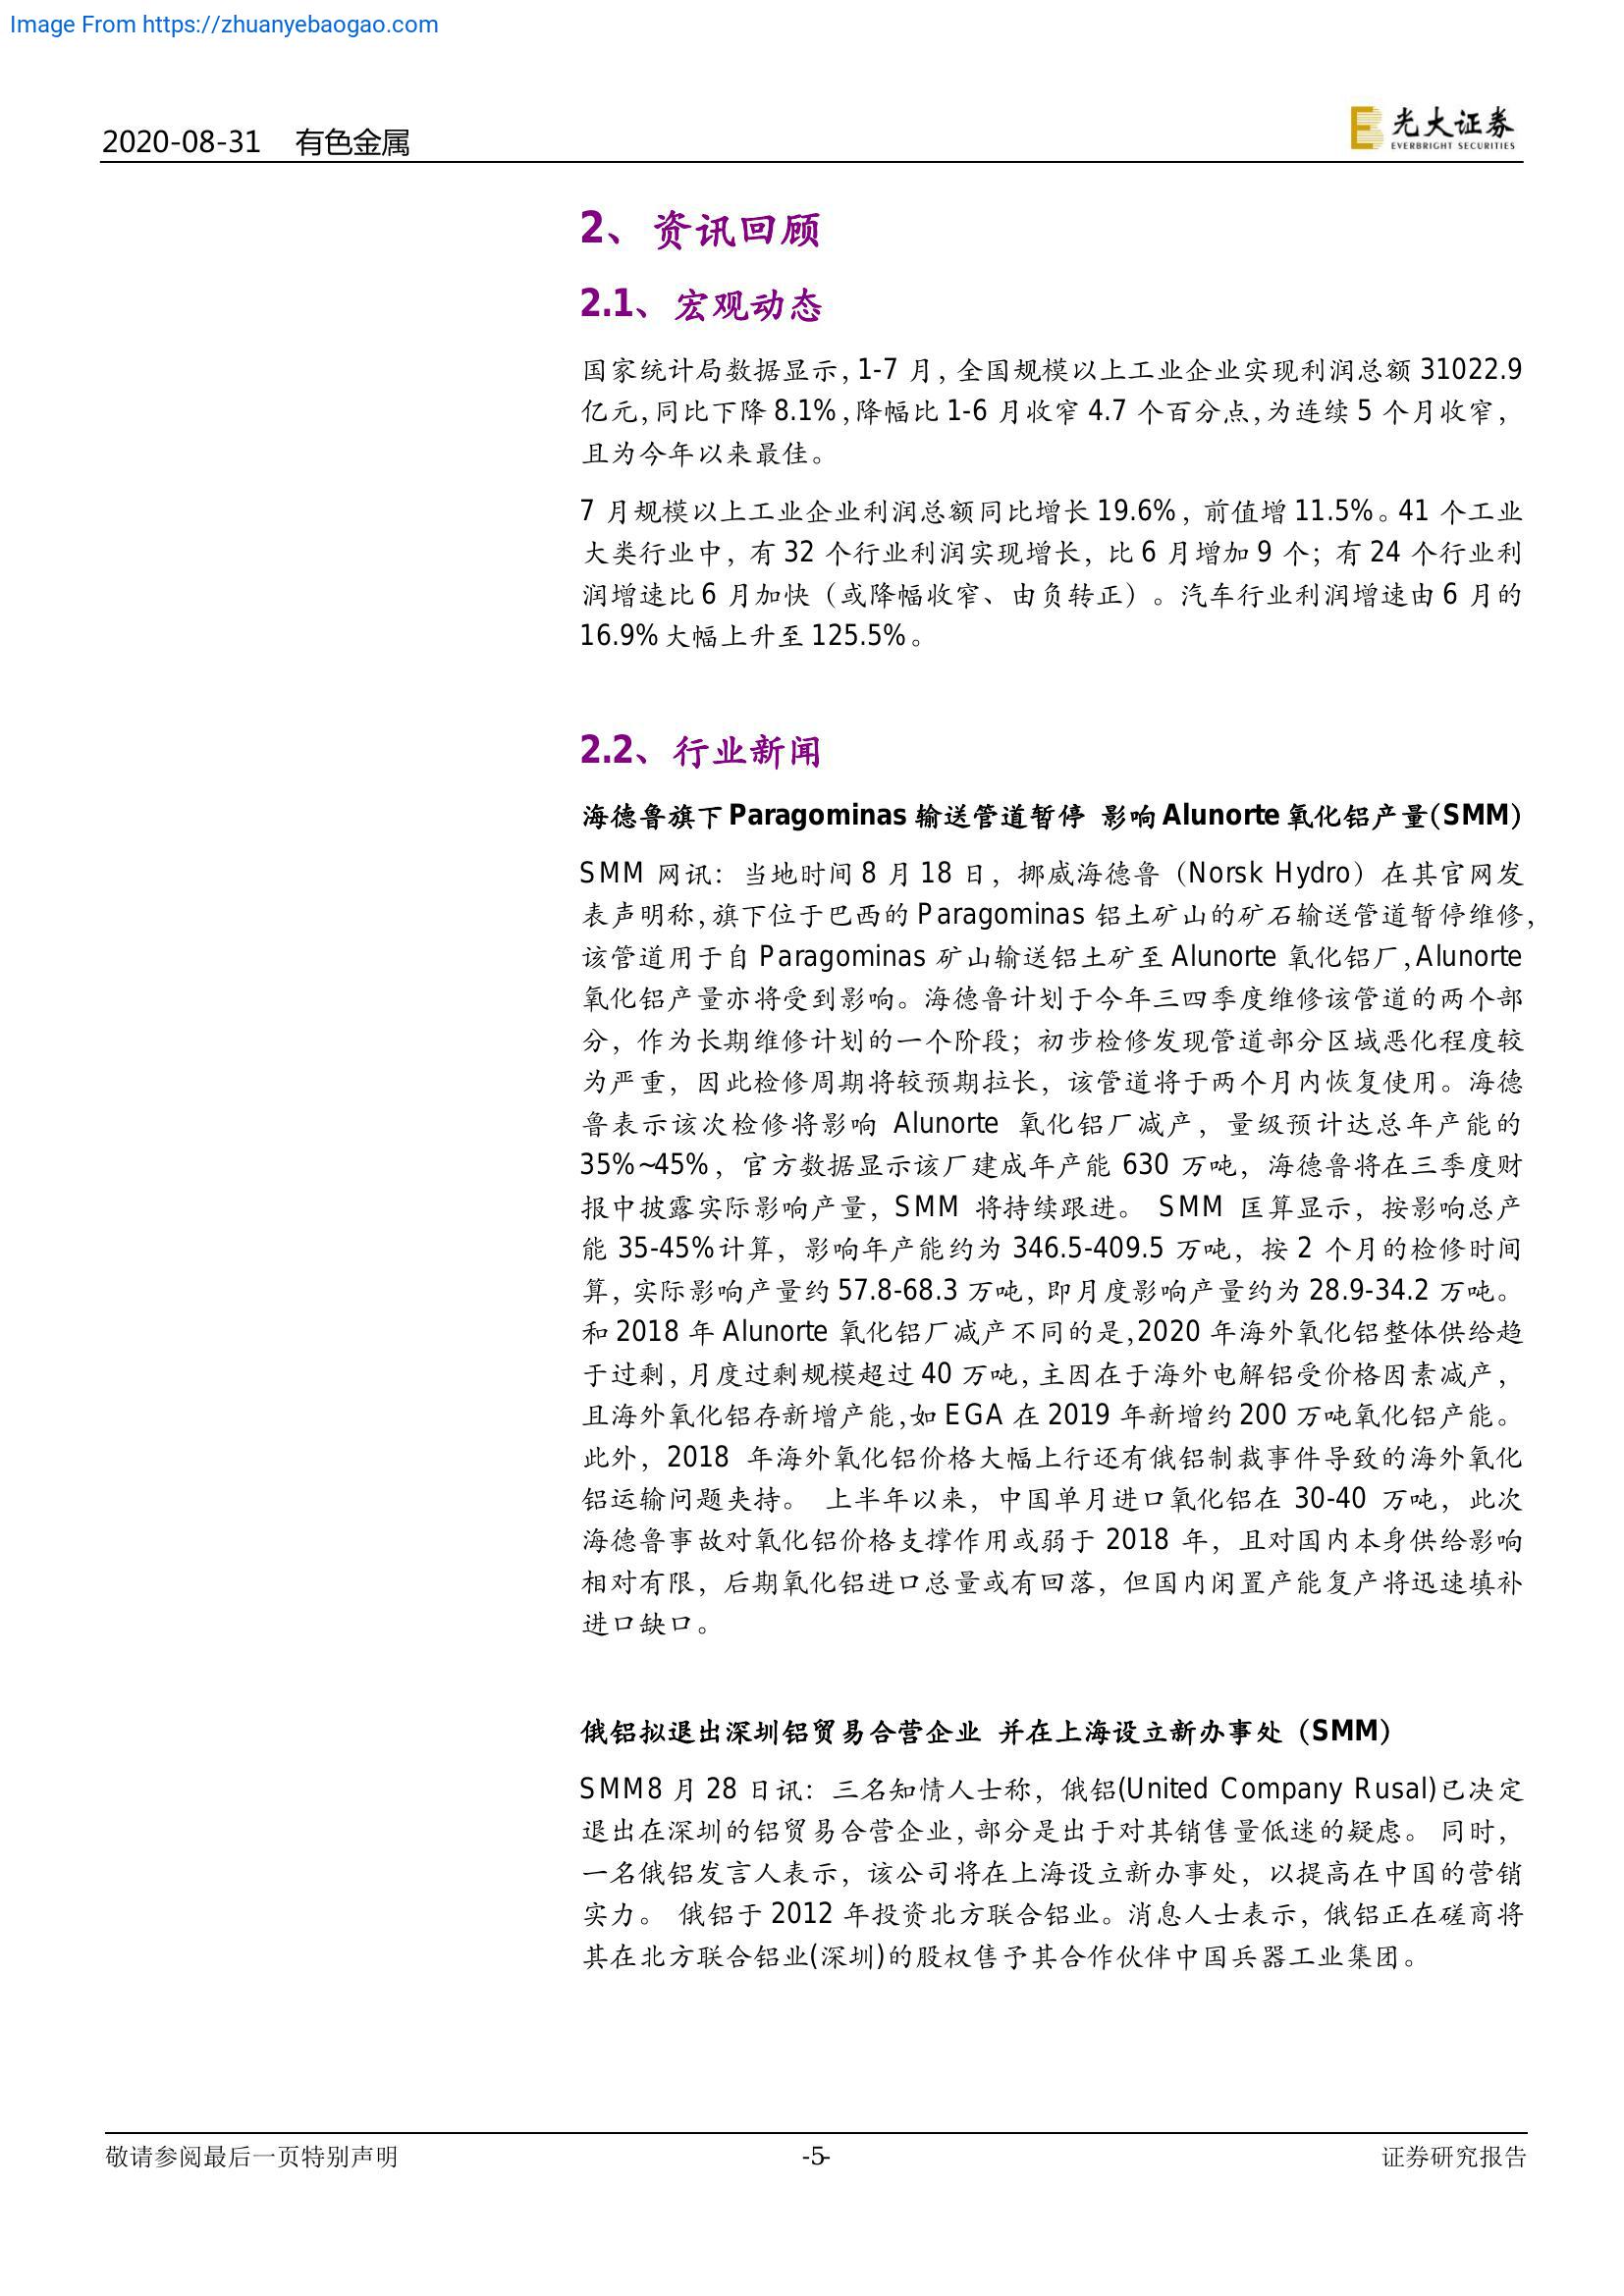 Image From https://zhuanyebaogao.com
2020-08-31 有色金属
光大证券
EVERBRIGHT SECURITIES
2、资讯回顾
2.1、宏观动态
国家统计局数据显示，1-7 月，全国规模以上工业企业实现利润总额 31022.9
亿元，同比下降 8.1%，降幅比 1-6 月收窄 4.7 个百分点，为连续 5 个月收窄，
且为今年以来最佳。
7 月规模以上工业企业利润总额同比增长 19.6%，前值增 11.5%。41 个工业
大类行业中，有 32 个行业利润实现增长，比 6 月增加 9 个；有 24 个行业利
润增速比 6 月加快（或降幅收窄、由负转正）。汽车行业利润增速由 6 月的
16.9%大幅上升至 125.5%。
2.2、行业新闻
海德鲁旗下 Paragominas 输送管道暂停 影响 Alunorte 氧化铝产量（SMM）
SMM 网讯：当地时间 8 月 18 日，挪威海德鲁（Norsk Hydro）在其官网发
表声明称，旗下位于巴西的 Paragominas 铝土矿山的矿石输送管道暂停维修，
该管道用于自 Paragominas 矿山输送铝土矿至 Alunorte 氧化铝厂，Alunorte
氧化铝产量亦将受到影响。海德鲁计划于今年三四季度维修该管道的两个部
分，作为长期维修计划的一个阶段；初步检修发现管道部分区域恶化程度较
为严重，因此检修周期将较预期拉长，该管道将于两个月内恢复使用。海德
鲁表示该次检修将影响 Alunorte 氧化铝厂减产，量级预计达总年产能的
35%~45%，官方数据显示该厂建成年产能 630 万吨，海德鲁将在三季度财
报中披露实际影响产量，SMM 将持续跟进。 SMM 匡算显示，按影响总产
能 35-45%计算，影响年产能约为 346.5-409.5 万吨，按 2 个月的检修时间
算，实际影响产量约 57.8-68.3 万吨，即月度影响产量约为 28.9-34.2 万吨。
和 2018 年 Alunorte 氧化铝厂减产不同的是，2020 年海外氧化铝整体供给趋
于过剩，月度过剩规模超过 40 万吨，主因在于海外电解铝受价格因素减产，
且海外氧化铝存新增产能，如 EGA 在 2019 年新增约 200 万吨氧化铝产能。
此外，2018 年海外氧化铝价格大幅上行还有俄铝制裁事件导致的海外氧化
铝运输问题夹持。 上半年以来，中国单月进口氧化铝在 30-40 万吨，此次
海德鲁事故对氧化铝价格支撑作用或弱于 2018 年，且对国内本身供给影响
相对有限，后期氧化铝进口总量或有回落，但国内闲置产能复产将迅速填补
进口缺口。
俄铝拟退出深圳铝贸易合营企业 并在上海设立新办事处（SMM）
SMM8 月 28 日讯：三名知情人士称，俄铝(United Company Rusal)已决定
退出在深圳的铝贸易合营企业，部分是出于对其销售量低迷的疑虑。 同时，
一名俄铝发言人表示，该公司将在上海设立新办事处，以提高在中国的营销
实力。 俄铝于 2012 年投资北方联合铝业。消息人士表示，俄铝正在磋商将
其在北方联合铝业(深圳)的股权售予其合作伙伴中国兵器工业集团。
敬请参阅最后一页特别声明 -5- 证券研究报告